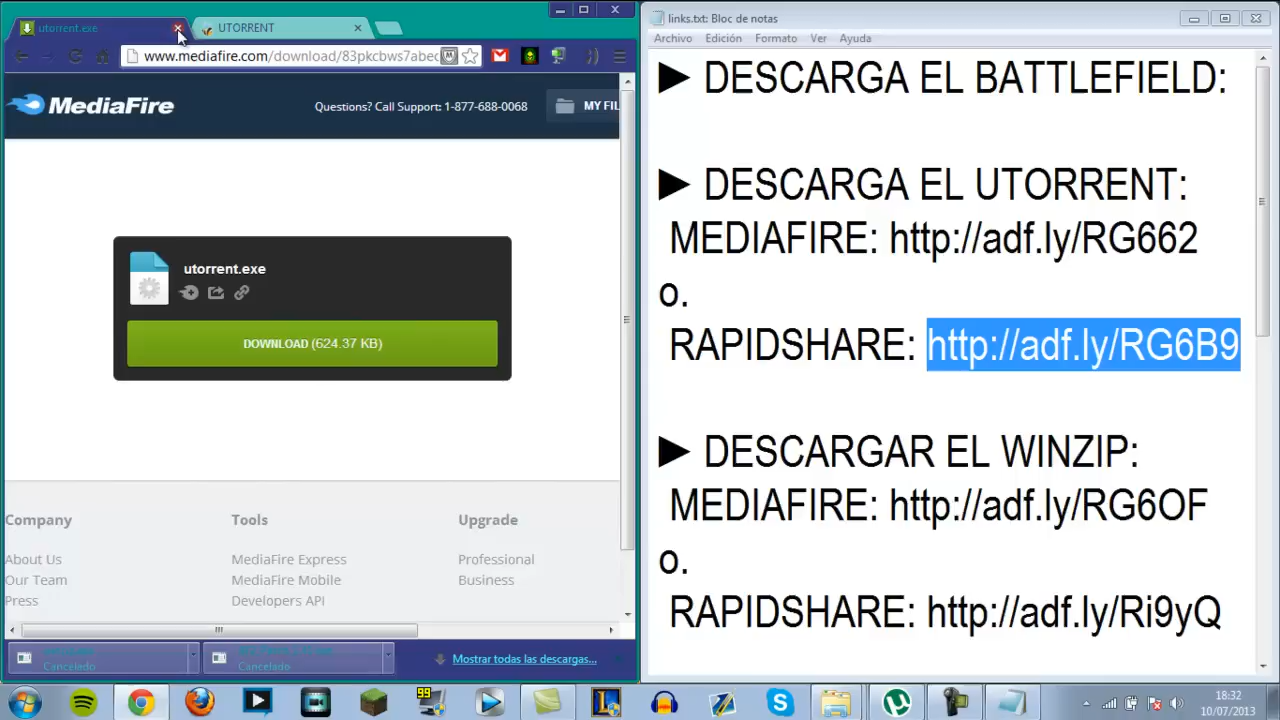 utorrent.exe
UTORRENT
www.mediafire.com/download/83pkcbws7abec
MediaFire
Questions? Call Support: 1-877-688-0068
MY FIL
utorrent.exe
DOWNLOAD (624.37 KB)
Company
Tools
Upgrade
About Us
MediaFire Express
Professional
Our Team
MediaFire Mobile
Business
Press
Developers API
Cancelado
Cancelado
Mostrar todas las descargas...
links.txt: Bloc de notas
Archivo Edición Formato Ver Ayuda
► DESCARGA EL BATTLEFIELD:
► DESCARGA EL UTORRENT:
MEDIAFIRE: http://adf.ly/RG662
o.
RAPIDSHARE: http://adf.ly/RG6B9
► DESCARGAR EL WINZIP:
MEDIAFIRE: http://adf.ly/RG6OF
o.
RAPIDSHARE: http://adf.ly/Ri9yQ
99
18:32
10/07/2013